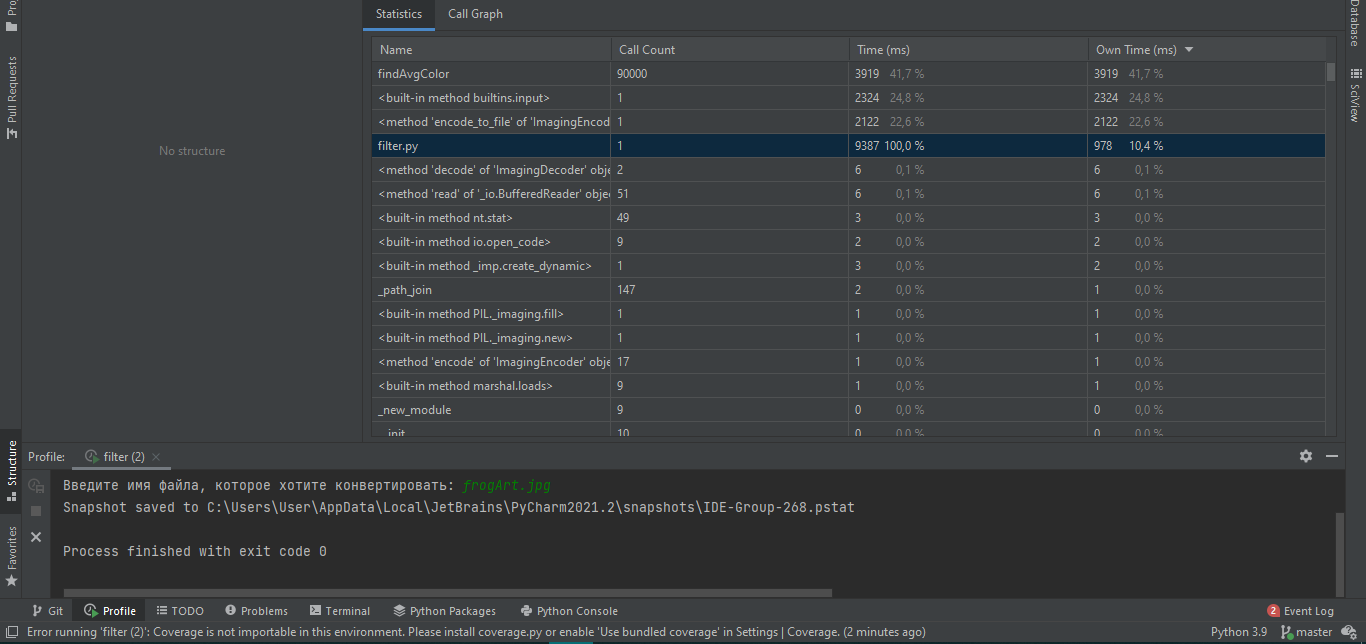 Proj
Pull Requests
Structure
Favorites
Database
SciView
No structure
Statistics Call Graph
Name Call Count Time (ms) Own Time (ms)
findAvgColor 90000 3919 41,7 % 3919 41,7 %
<built-in method builtins.input> 1 2324 24,8 % 2324 24,8 %
<method 'encode_to_file' of 'ImagingEncod 1 2122 22,6 % 2122 22,6 %
filter.py 1 9387 100,0 % 978 10,4 %
<method 'decode' of 'ImagingDecoder' obje 2 6 0,1 % 6 0,1 %
<method 'read' of '_io.BufferedReader' obje 51 6 0,1 % 6 0,1 %
<built-in method nt.stat> 49 3 0,0 % 3 0,0 %
<built-in method io.open_code> 9 2 0,0 % 2 0,0 %
<built-in method _imp.create_dynamic> 1 3 0,0 % 2 0,0 %
_path_join 147 2 0,0 % 1 0,0 %
<built-in method PIL._imaging.fill> 1 1 0,0 % 1 0,0 %
<built-in method PIL._imaging.new> 1 1 0,0 % 1 0,0 %
<method 'encode' of 'ImagingEncoder' obje 17 1 0,0 % 1 0,0 %
<built-in method marshal.loads> 9 1 0,0 % 1 0,0 %
_new_module 9 0 0,0 % 0 0,0 %
__init__ 10 0 0,0 % 0 0,0 %
Profile: filter (2)
Введите имя файла, которое хотите конвертировать: frogArt.jpg
Snapshot saved to C:\Users\User\AppData\Local\JetBrains\PyCharm2021.2\snapshots\IDE-Group-268.pstat
Process finished with exit code 0
Git Profile TODO Problems Terminal Python Packages Python Console 2 Event Log
Error running 'filter (2)': Coverage is not importable in this environment. Please install coverage.py or enable 'Use bundled coverage' in Settings | Coverage. (2 minutes ago) Python 3.9 master